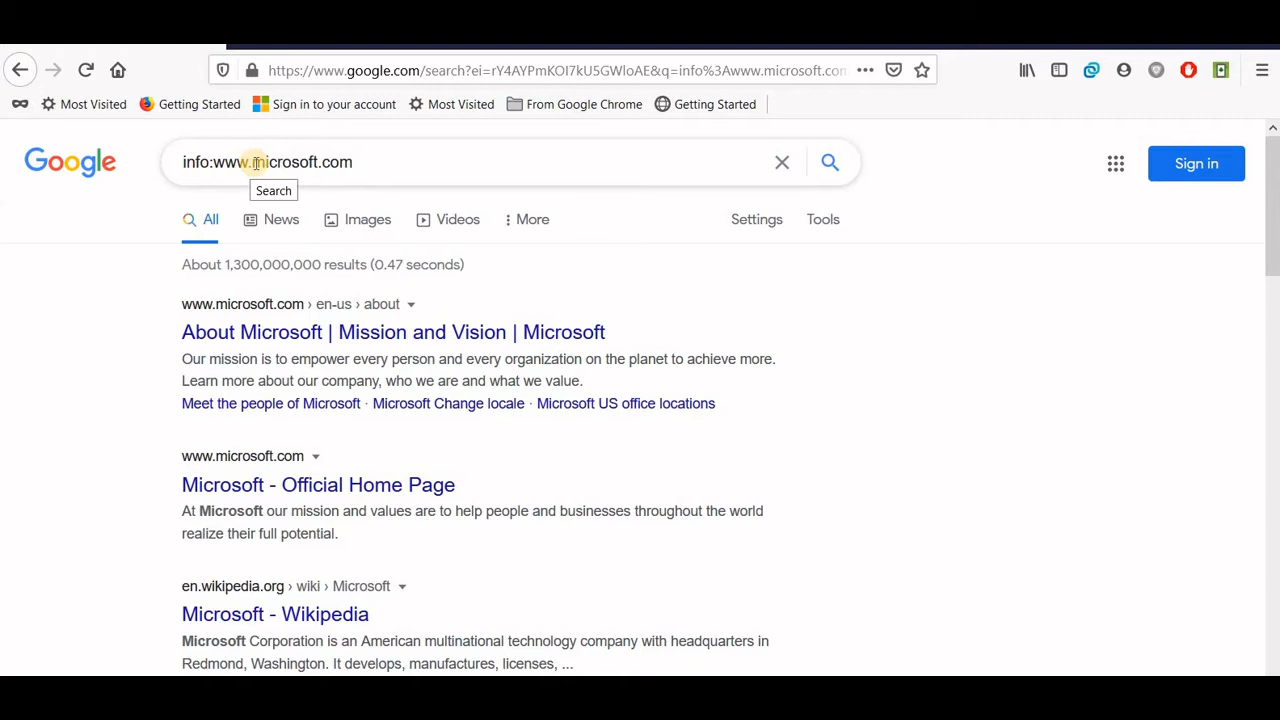 https://www.google.com/search?ei=rY4AYPmKOI7kU5GWloAE&q=info%3Awww.microsoft.com
Most Visited Getting Started Sign in to your account Most Visited From Google Chrome Getting Started
Google info:www.microsoft.com Sign in
Search
All News Images Videos More Settings Tools
About 1,300,000,000 results (0.47 seconds)
www.microsoft.com › en-us › about
About Microsoft | Mission and Vision | Microsoft
Our mission is to empower every person and every organization on the planet to achieve more.
Learn more about our company, who we are and what we value.
Meet the people of Microsoft · Microsoft Change locale · Microsoft US office locations
www.microsoft.com
Microsoft - Official Home Page
At Microsoft our mission and values are to help people and businesses throughout the world
realize their full potential.
en.wikipedia.org › wiki › Microsoft
Microsoft - Wikipedia
Microsoft Corporation is an American multinational technology company with headquarters in
Redmond, Washington. It develops, manufactures, licenses, ...